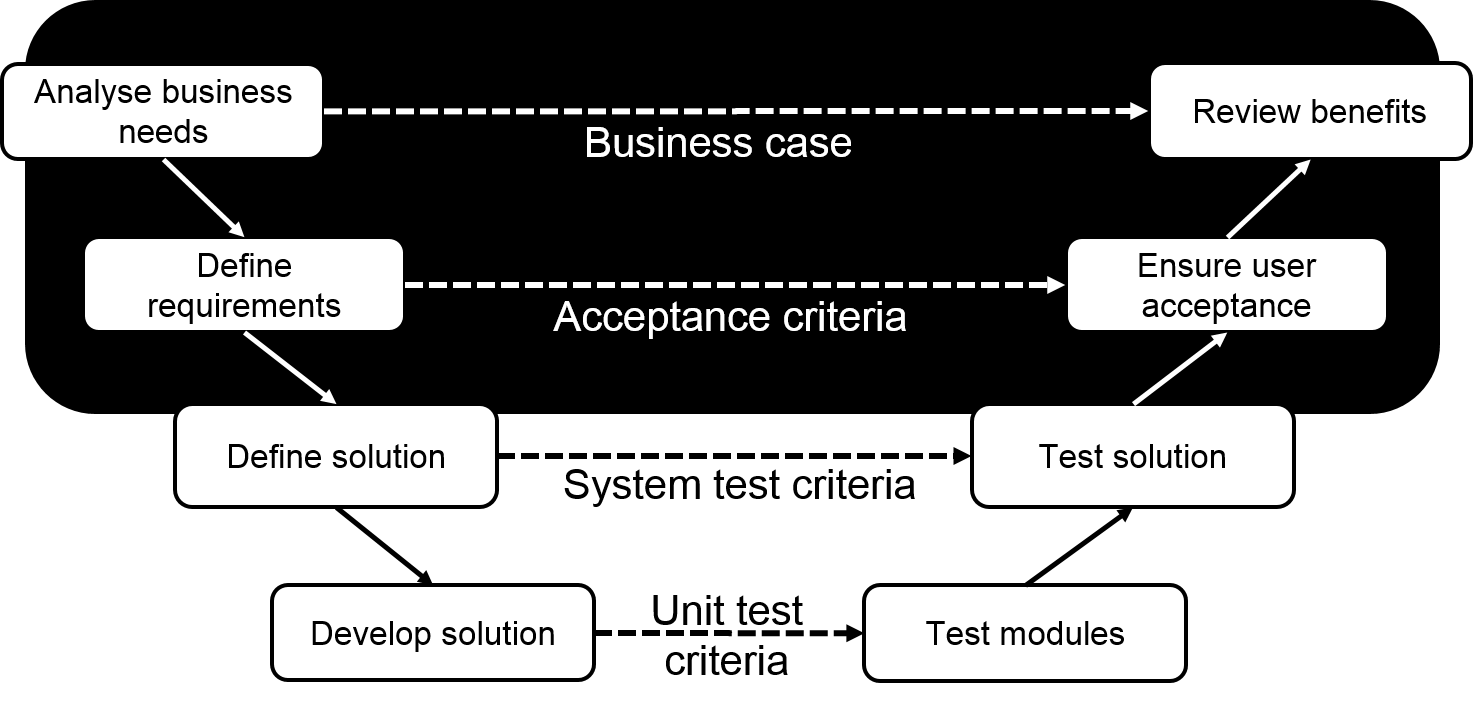 Analyse business
needs
Business case
Review benefits
Define
requirements
Acceptance criteria
Ensure user
acceptance
Define solution
System test criteria
Test solution
Develop solution
Unit test
criteria
Test modules